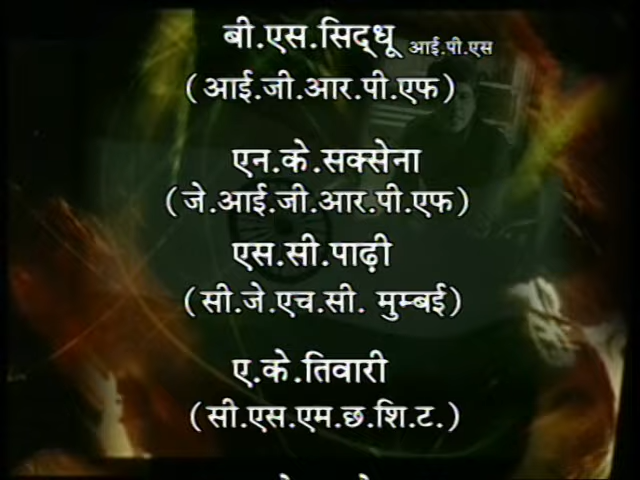 बी.एस.सिद्धू आई.पी.एस
(आई.जी.आर.पी.एफ)
एन.के.सक्सेना
(जे.आई.जी.आर.पी.एफ)
एस.सी.पाढ़ी
(सी.जे.एच.सी. मुम्बई)
ए.के.तिवारी
(सी.एस.एम.छ.शि.ट.)